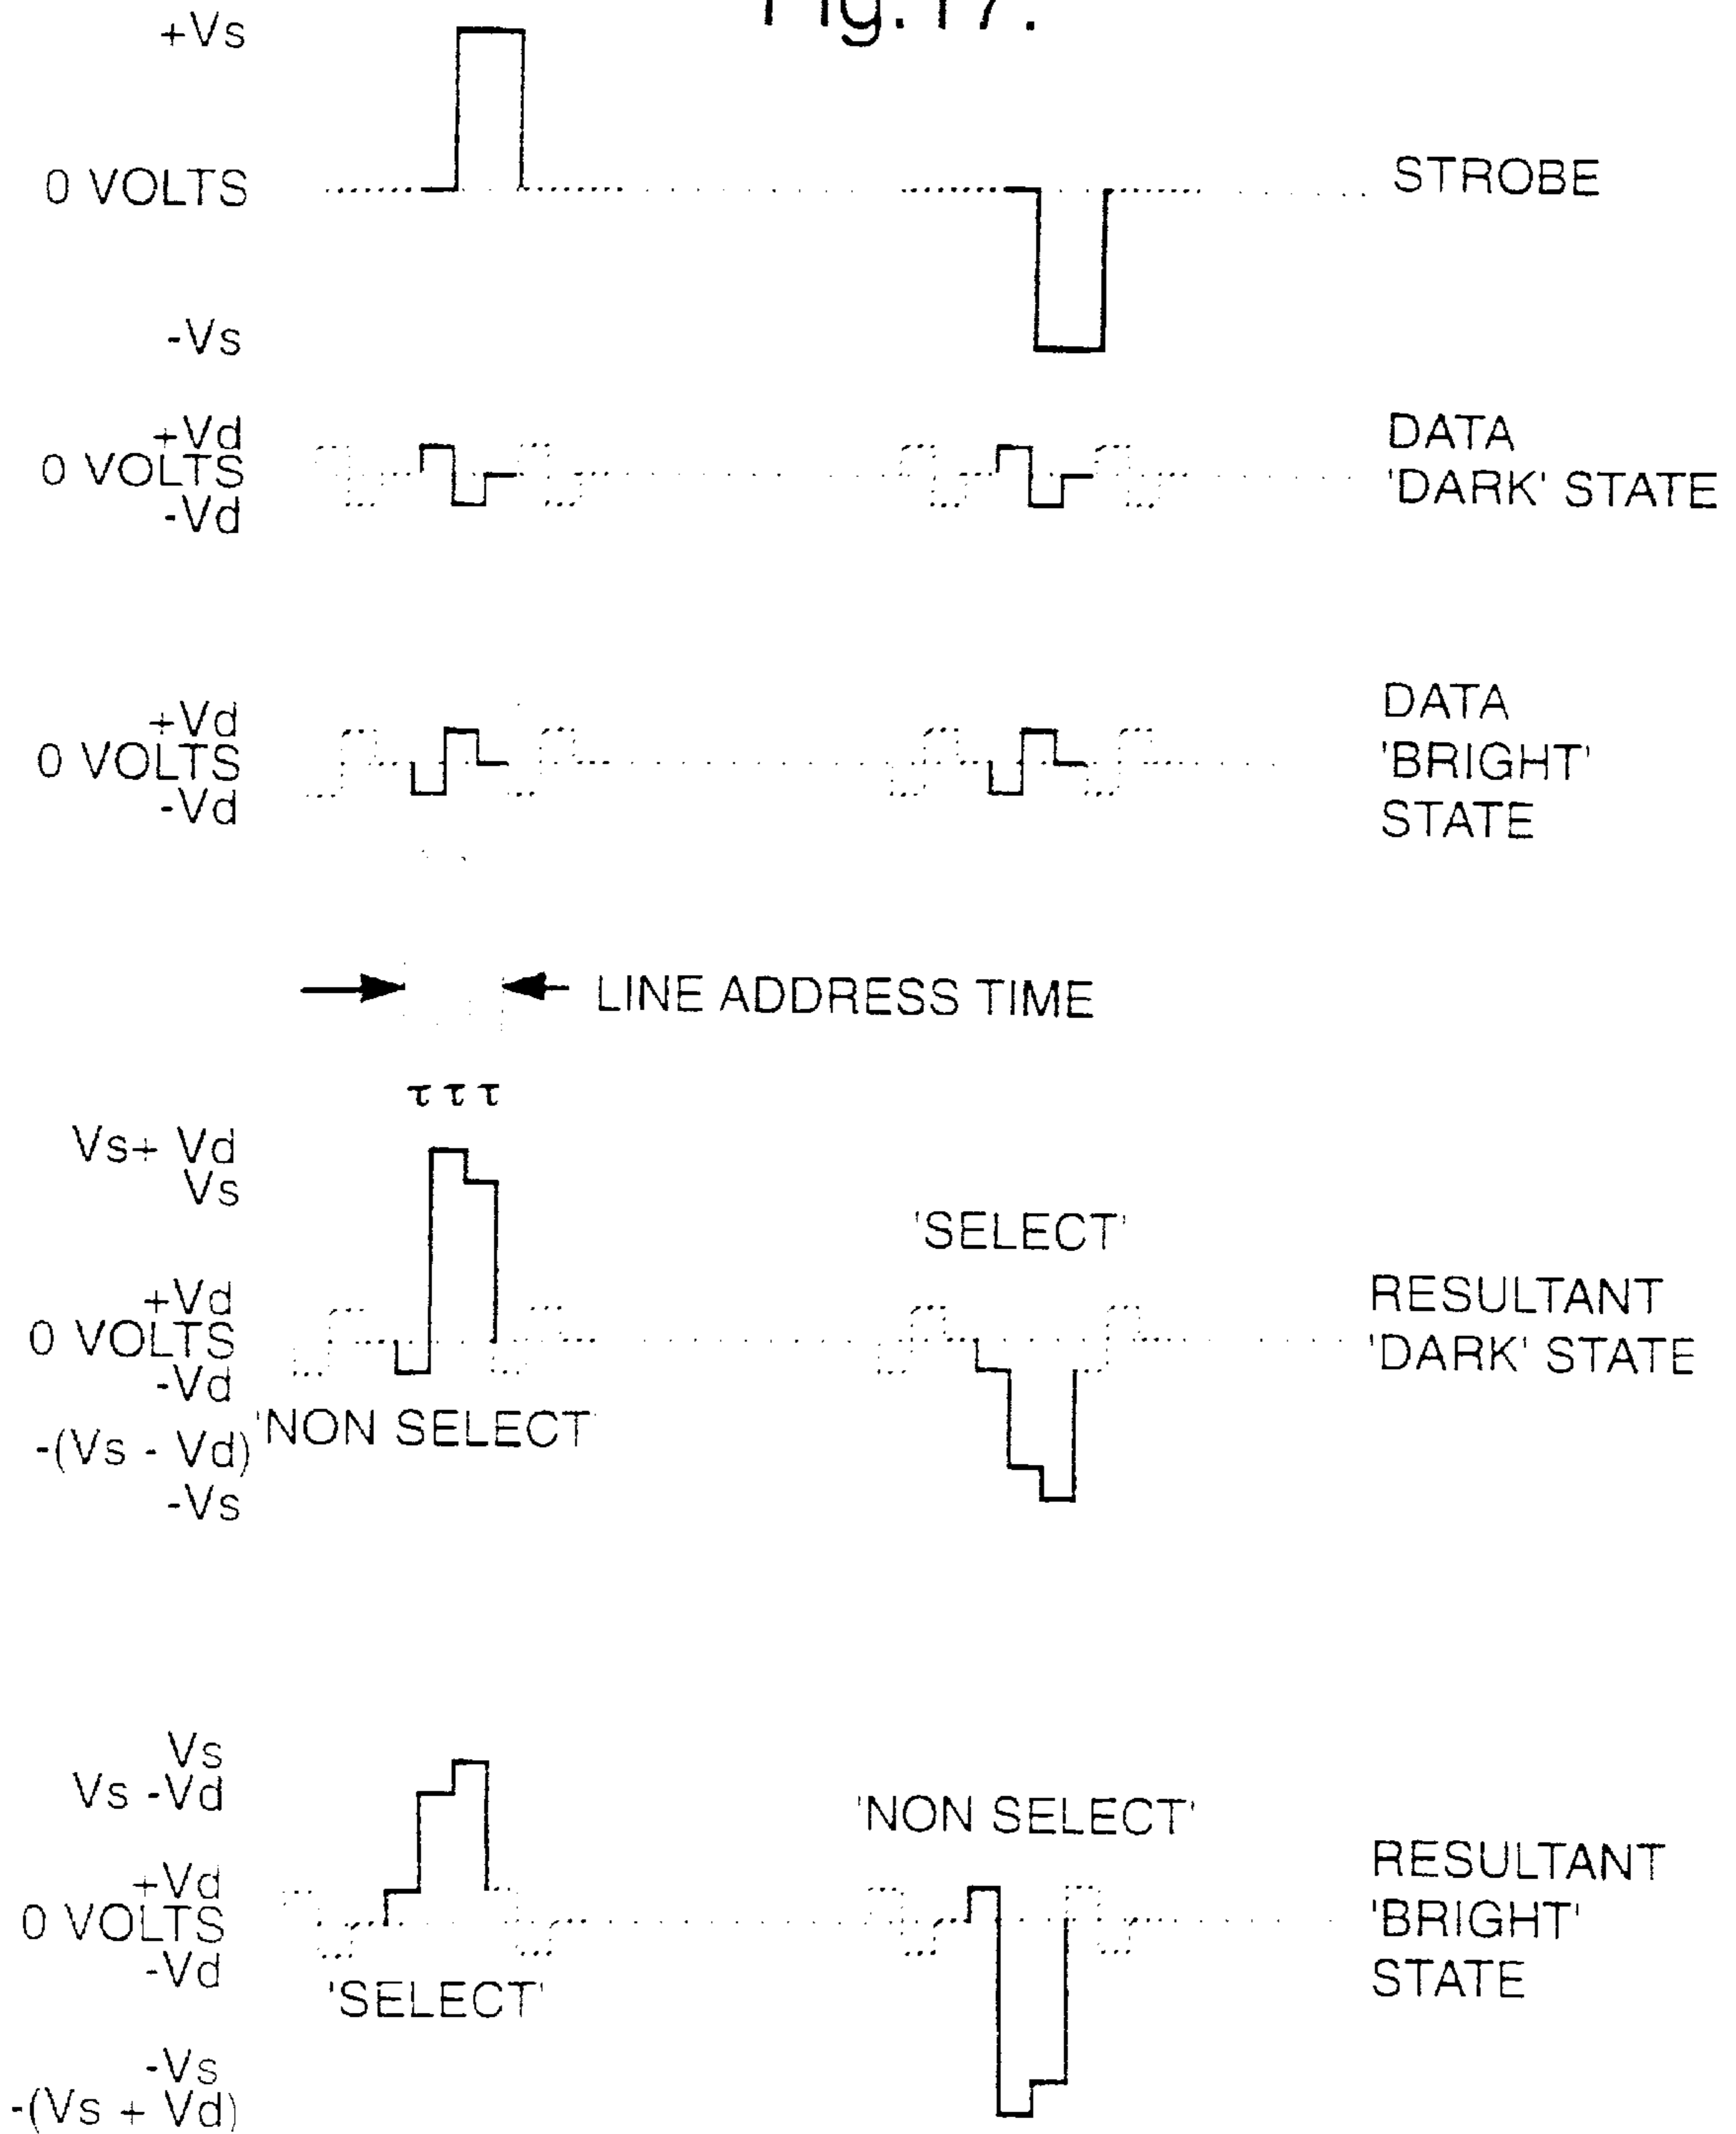 Fig.17.
+Vs
0 VOLTS
STROBE
-Vs
+Vd
0 VOLTS
-Vd
DATA
'DARK' STATE
+Vd
0 VOLTS
-Vd
DATA
'BRIGHT'
STATE
LINE ADDRESS TIME
τ τ τ
Vs+ Vd
Vs
'SELECT'
+Vd
0 VOLTS
-Vd
RESULTANT
'DARK' STATE
'NON SELECT'
-(Vs - Vd)
-Vs
Vs
Vs -Vd
'NON SELECT'
+Vd
0 VOLTS
-Vd
RESULTANT
'BRIGHT'
STATE
'SELECT'
-Vs
-(Vs + Vd)